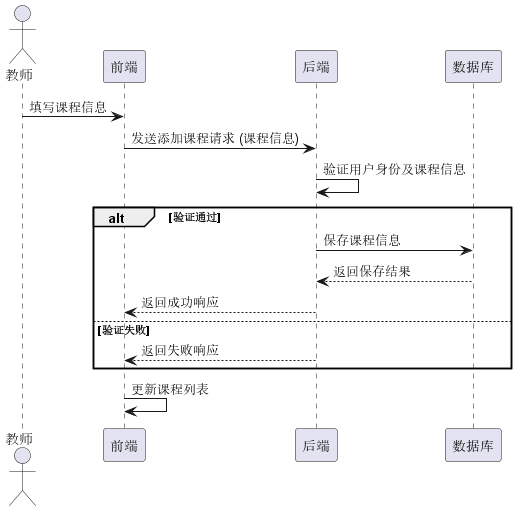 教师
前端
后端
数据库
填写课程信息
发送添加课程请求 (课程信息)
验证用户身份及课程信息
alt
[验证通过]
保存课程信息
返回保存结果
返回成功响应
[验证失败]
返回失败响应
更新课程列表
教师
前端
后端
数据库